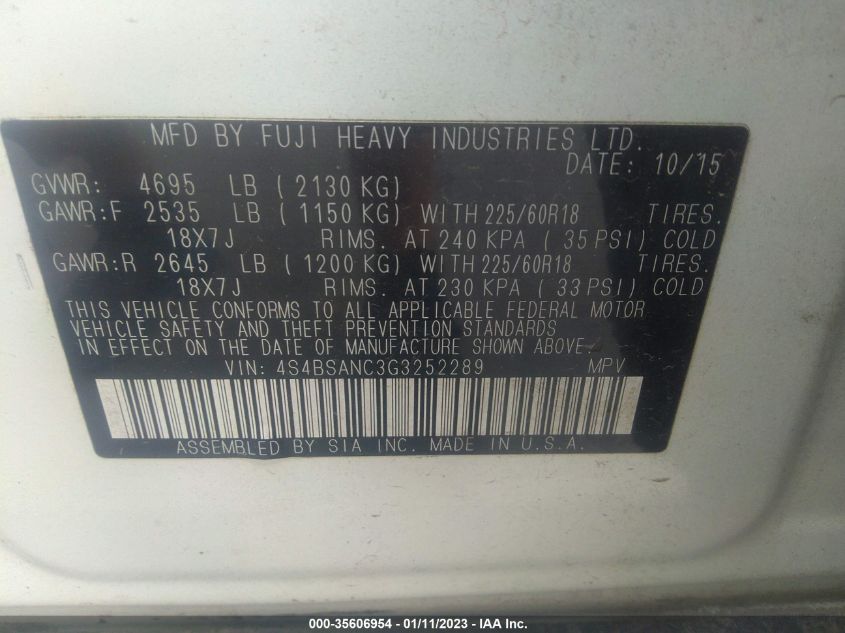 MFD BY FUJI HEAVY INDUSTRIES LTD.
DATE: 10/15
GVWR: 4695 LB (2130 KG)
GAWR:F 2535 LB (1150 KG) WITH 225/60R18 TIRES.
18X7J RIMS. AT 240 KPA ( 35 PSI) COLD
GAWR:R 2645 LB (1200 KG) WITH 225/60R18 TIRES.
18X7J RIMS. AT 230 KPA ( 33 PSI) COLD
THIS VEHICLE CONFORMS TO ALL APPLICABLE FEDERAL MOTOR
VEHICLE SAFETY AND THEFT PREVENTION STANDARDS
IN EFFECT ON THE DATE OF MANUFACTURE SHOWN ABOVE.
VIN: 4S4BSANC3G3252289 MPV
ASSEMBLED BY SIA INC. MADE IN U.S.A.
000-35606954 - 01/11/2023 - IAA Inc.